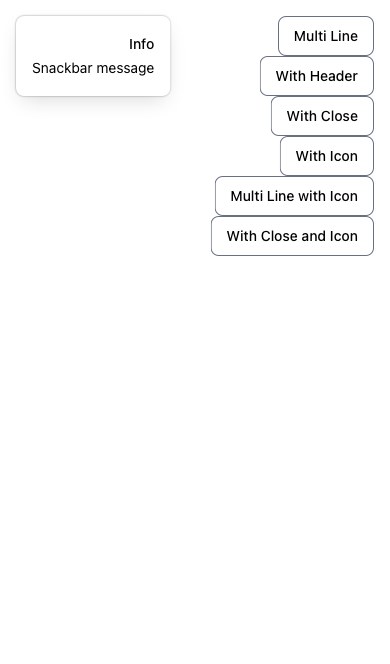 Info
Snackbar message
Multi Line
With Header
With Close
With Icon
Multi Line with Icon
With Close and Icon